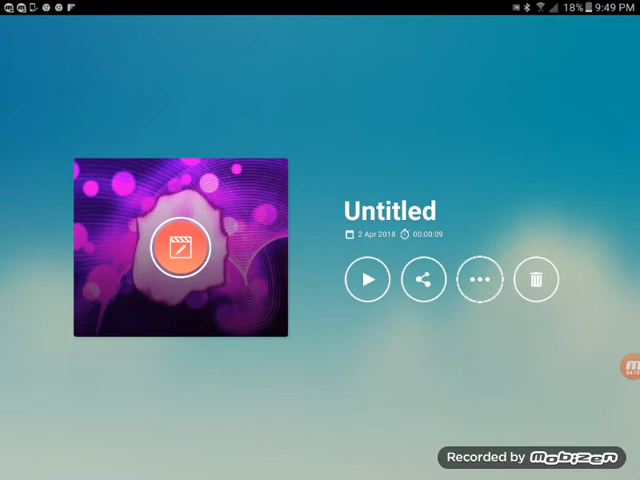 18% 9:49 PM
Untitled
2 Apr 2018 00:00:09
Recorded by Mobizen